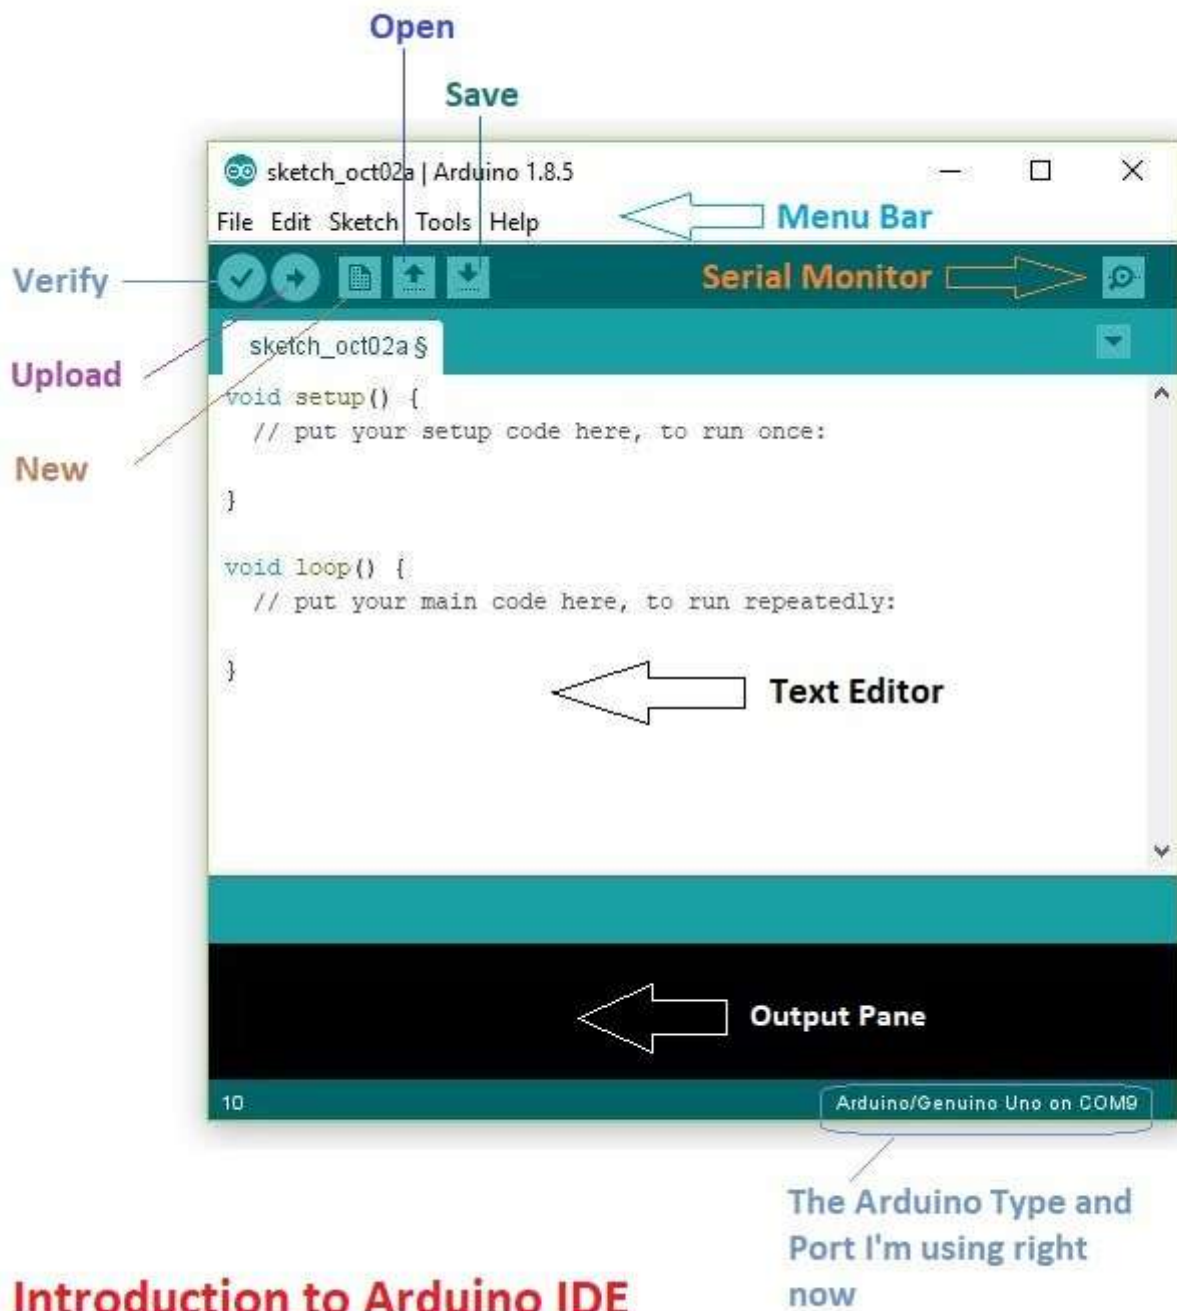 Open
Save
sketch_oct02a | Arduino 1.8.5
File Edit Sketch Tools Help
Menu Bar
Verify
Serial Monitor
sketch_oct02a §
Upload
void setup() {
// put your setup code here, to run once:
New
}
void loop() {
// put your main code here, to run repeatedly:
}
Text Editor
Output Pane
10
Arduino/Genuino Uno on COM9
The Arduino Type and
Port I'm using right
now
Introduction to Arduino IDE